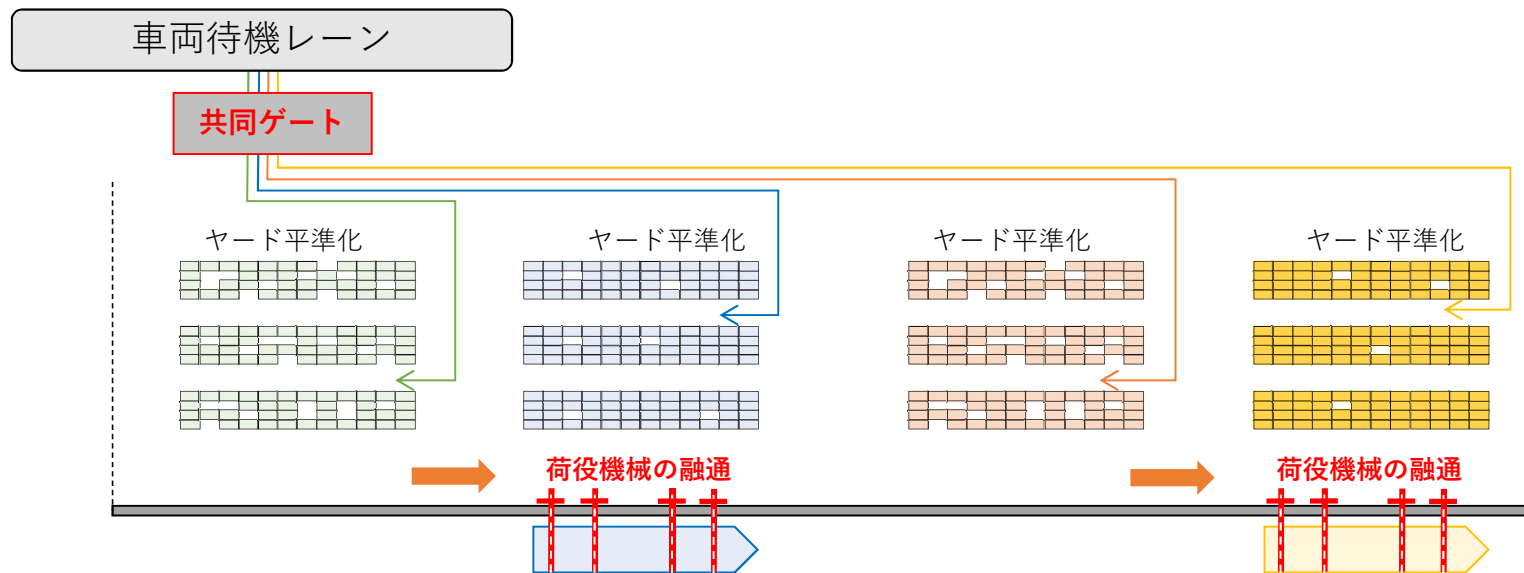 車両待機レーン
共同ゲート
ヤード平準化
ヤード平準化
ヤード平準化
ヤード平準化
荷役機械の融通
荷役機械の融通